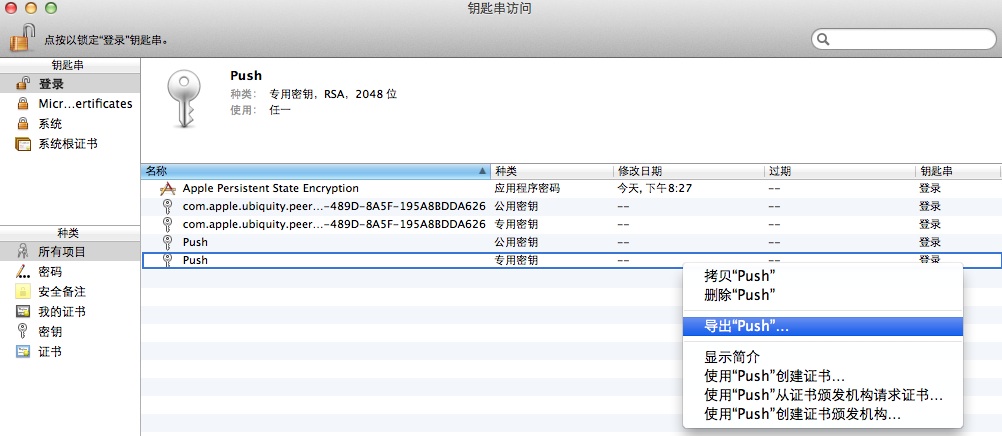 钥匙串访问
点按以锁定“登录”钥匙串。
钥匙串
登录
Micr...ertificates
系统
系统根证书
Push
种类： 专用密钥，RSA，2048 位
使用： 任一
名称 种类 修改日期 过期 钥匙串
Apple Persistent State Encryption 应用程序密码 今天, 下午8:27 -- 登录
com.apple.ubiquity.peer...-489D-8A5F-195A8BDDA626 公用密钥 -- -- 登录
com.apple.ubiquity.peer...-489D-8A5F-195A8BDDA626 专用密钥 -- -- 登录
Push 公用密钥 -- -- 登录
Push 专用密钥 -- -- 登录
种类
所有项目
密码
安全备注
我的证书
密钥
证书
拷贝“Push”
删除“Push”
导出“Push”...
显示简介
使用“Push”创建证书...
使用“Push”从证书颁发机构请求证书...
使用“Push”创建证书颁发机构...